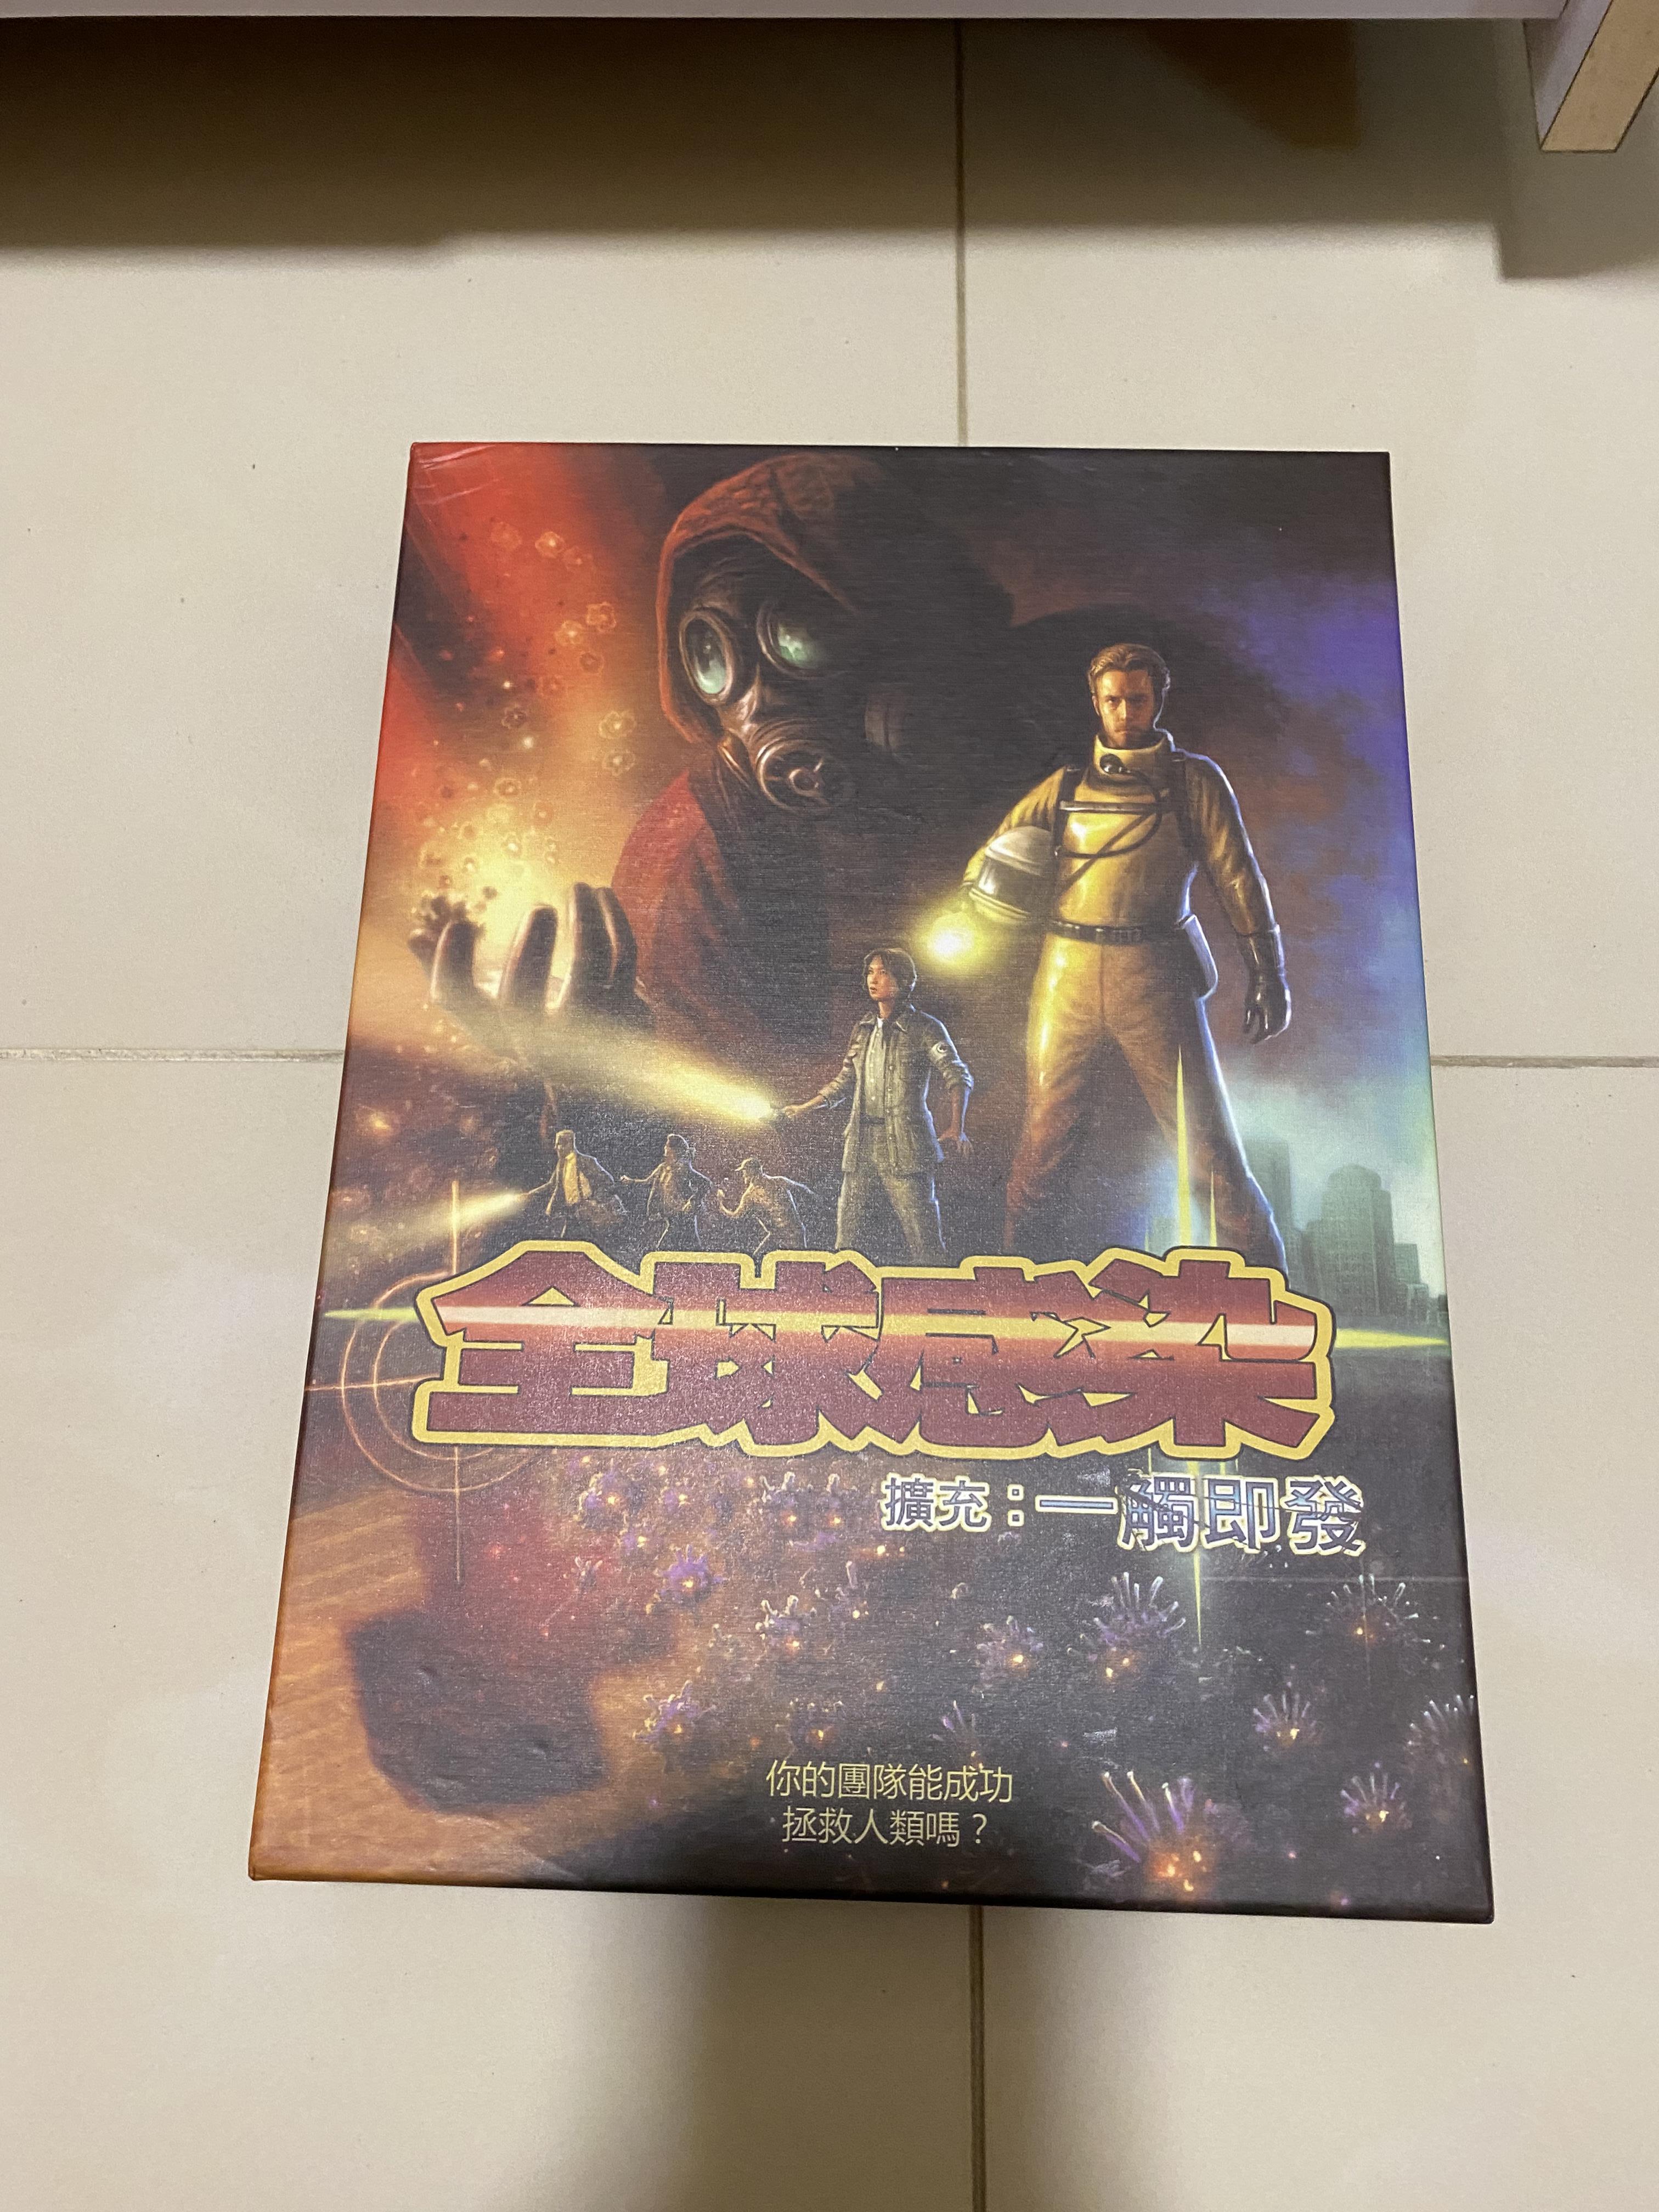 全球感染
擴充：一觸即發
你的團隊能成功
拯救人類嗎？